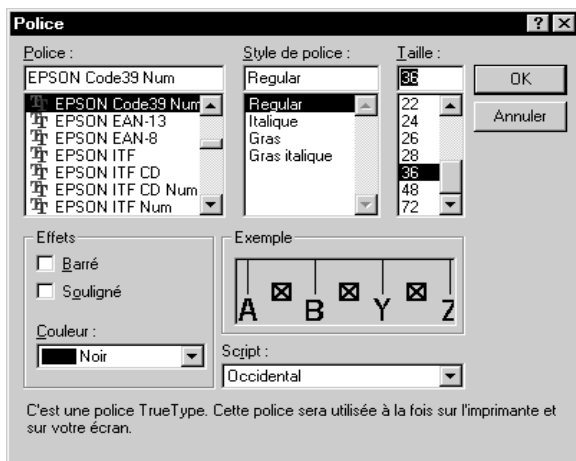 Police
Police : Style de police : Taille :
EPSON Code39 Num Regular 36 OK
EPSON Code39 Num Regular 22 Annuler
EPSON EAN-13 Italique 24
EPSON EAN-8 Gras 26
EPSON ITF Gras italique 28
EPSON ITF CD 36
EPSON ITF CD Num 48
EPSON ITF Num 72
Effets Exemple
Barré
Souligné
A B Y Z
Couleur :
Noir
Script :
Occidental
C'est une police TrueType. Cette police sera utilisée à la fois sur l'imprimante et
sur votre écran.